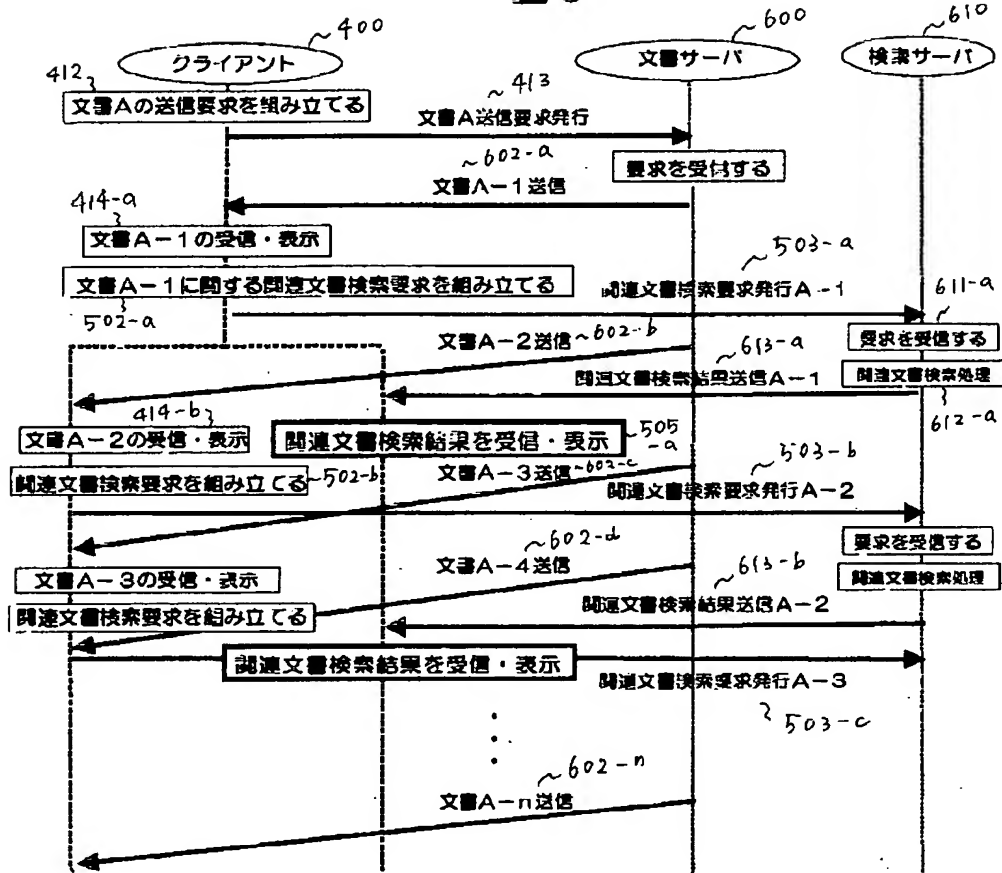 ~400
~600
~610
クライアント
文書サーバ
検索サーバ
412
文書Aの送信要求を組み立てる
~413
文書A送信要求発行
要求を受信する
~602-a
文書A-1送信
414-a
文書A-1の受信・表示
文書A-1に関する関連文書検索要求を組み立てる
502-a
503-a
関連文書検索要求発行A-1
611-a
要求を受信する
文書A-2送信~602-b
~613-a
関連文書検索結果送信A-1
関連文書検索処理
612-a
414-b
文書A-2の受信・表示
関連文書検索結果を受信・表示
~505-a
関連文書検索要求を組み立てる
~502-b
文書A-3送信~602-c
~503-b
関連文書検索要求発行A-2
要求を受信する
~602-d
文書A-4送信
関連文書検索処理
文書A-3の受信・表示
~613-b
関連文書検索結果送信A-2
関連文書検索要求を組み立てる
関連文書検索結果を受信・表示
関連文書検索要求発行A-3
503-c
~602-n
文書A-n送信